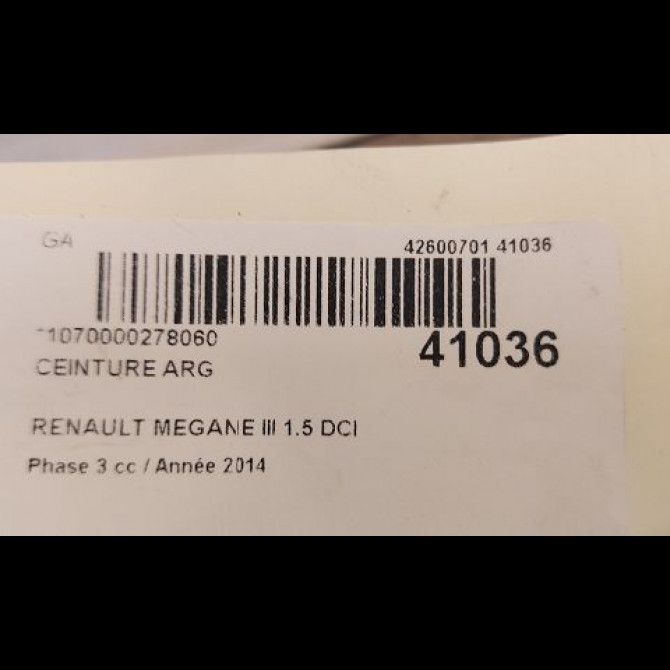 GA
42600701 41036
1070000278060
41036
CEINTURE ARG
RENAULT MEGANE III 1.5 DCI
Phase 3 cc / Année 2014